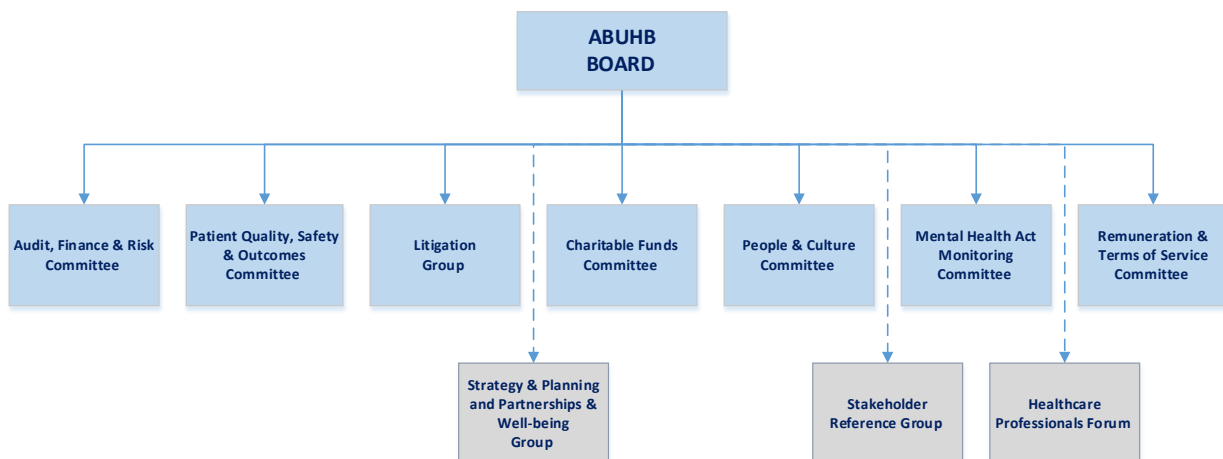 ABUHB
BOARD
Audit, Finance & Risk
Committee
Patient Quality, Safety
& Outcomes
Committee
Litigation
Group
Charitable Funds
Committee
People & Culture
Committee
Mental Health Act
Monitoring
Committee
Remuneration &
Terms of Service
Committee
Strategy & Planning
and Partnerships &
Well-being
Group
Stakeholder
Reference Group
Healthcare
Professionals Forum